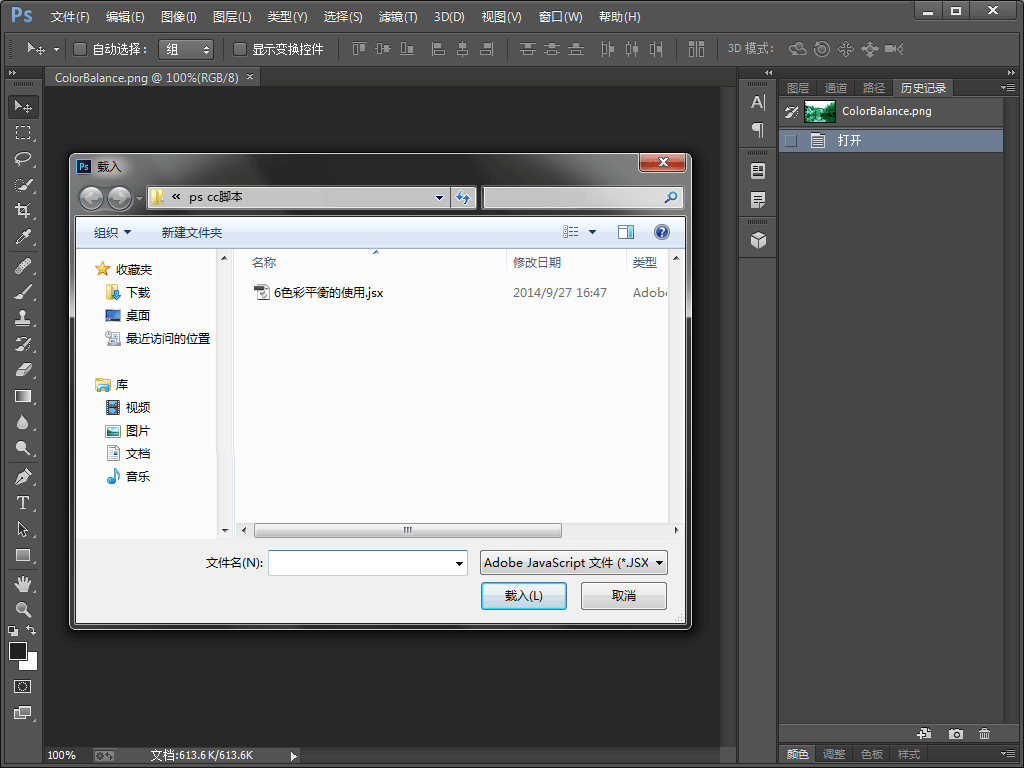 Ps 文件(F) 编辑(E) 图像(I) 图层(L) 类型(Y) 选择(S) 滤镜(T) 3D(D) 视图(V) 窗口(W) 帮助(H)
自动选择： 组 显示变换控件 3D 模式：
ColorBalance.png @ 100%(RGB/8) ×
图层 通道 路径 历史记录
ColorBalance.png
打开
Ps 载入
« ps cc脚本
组织 新建文件夹
收藏夹
下载
桌面
最近访问的位置
库
视频
图片
文档
音乐
名称 修改日期 类型
6色彩平衡的使用.jsx 2014/9/27 16:47 Adobe
文件名(N): Adobe JavaScript 文件 (*.JSX
载入(L) 取消
100% 文档:613.6 K/613.6K
颜色 调整 色板 样式